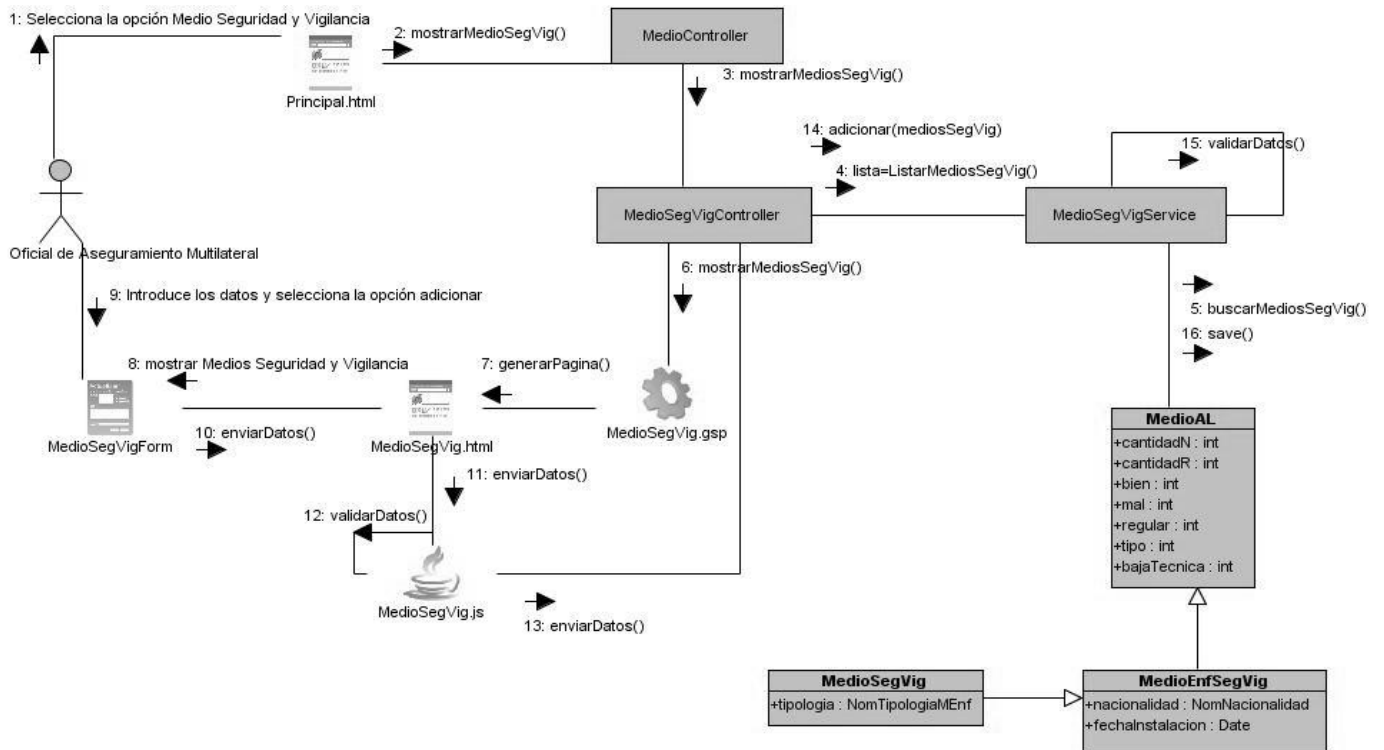 1: Selecciona la opción Medio Seguridad y Vigilancia
2: mostrarMedioSegVig()
MedioController
Principal.html
3: mostrarMediosSegVig()
14: adicionar(mediosSegVig)
15: validarDatos()
4: lista=ListarMediosSegVig()
MedioSegVigController
MedioSegVigService
Oficial de Aseguramiento Multilateral
6: mostrarMediosSegVig()
9: Introduce los datos y selecciona la opción adicionar
5: buscarMediosSegVig()
16: save()
8: mostrar Medios Seguridad y Vigilancia
7: generarPagina()
MedioSegVigForm
MedioSegVig.html
MedioSegVig.gsp
10: enviarDatos()
11: enviarDatos()
12: validarDatos()
MedioSegVig.js
13: enviarDatos()
MedioAL
+cantidadN : int
+cantidadR : int
+bien : int
+mal : int
+regular : int
+tipo : int
+bajaTecnica : int
MedioSegVig
+tipologia : NomTipologiaMEnf
MedioEnfSegVig
+nacionalidad : NomNacionalidad
+fechaInstalacion : Date